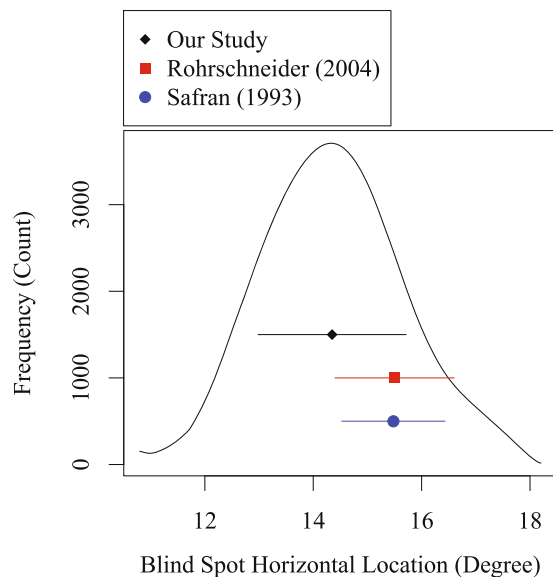 Our Study
Rohrschneider (2004)
Safran (1993)
Frequency (Count)
3000
2000
1000
0
12 14 16 18
Blind Spot Horizontal Location (Degree)